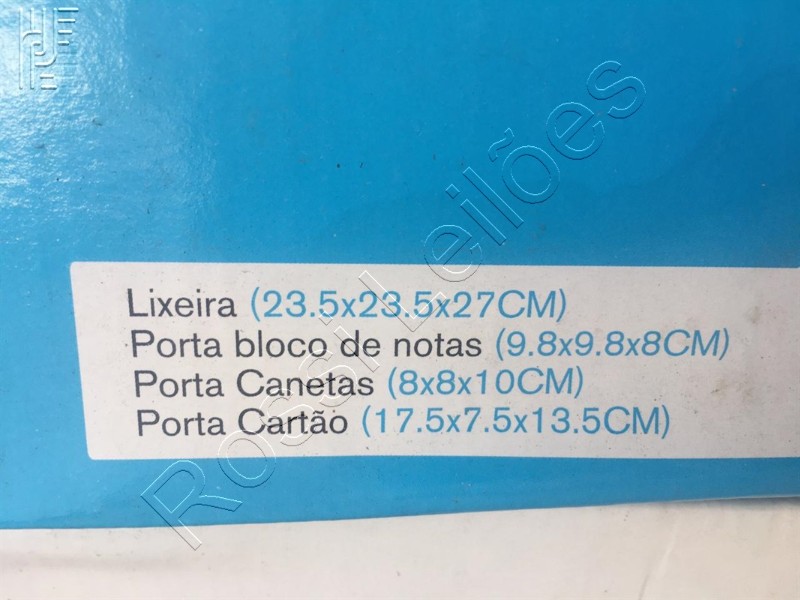 Lixeira (23.5x23.5x27CM)
Porta bloco de notas (9.8x9.8x8CM)
Porta Canetas (8x8x10CM)
Porta Cartão (17.5x7.5x13.5CM)
Rossi Leilões